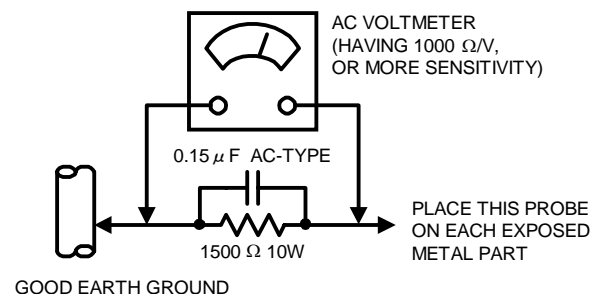 AC VOLTMETER
(HAVING 1000 Ω/V,
OR MORE SENSITIVITY)
0.15 μ F AC-TYPE
1500 Ω 10W
PLACE THIS PROBE
ON EACH EXPOSED
METAL PART
GOOD EARTH GROUND